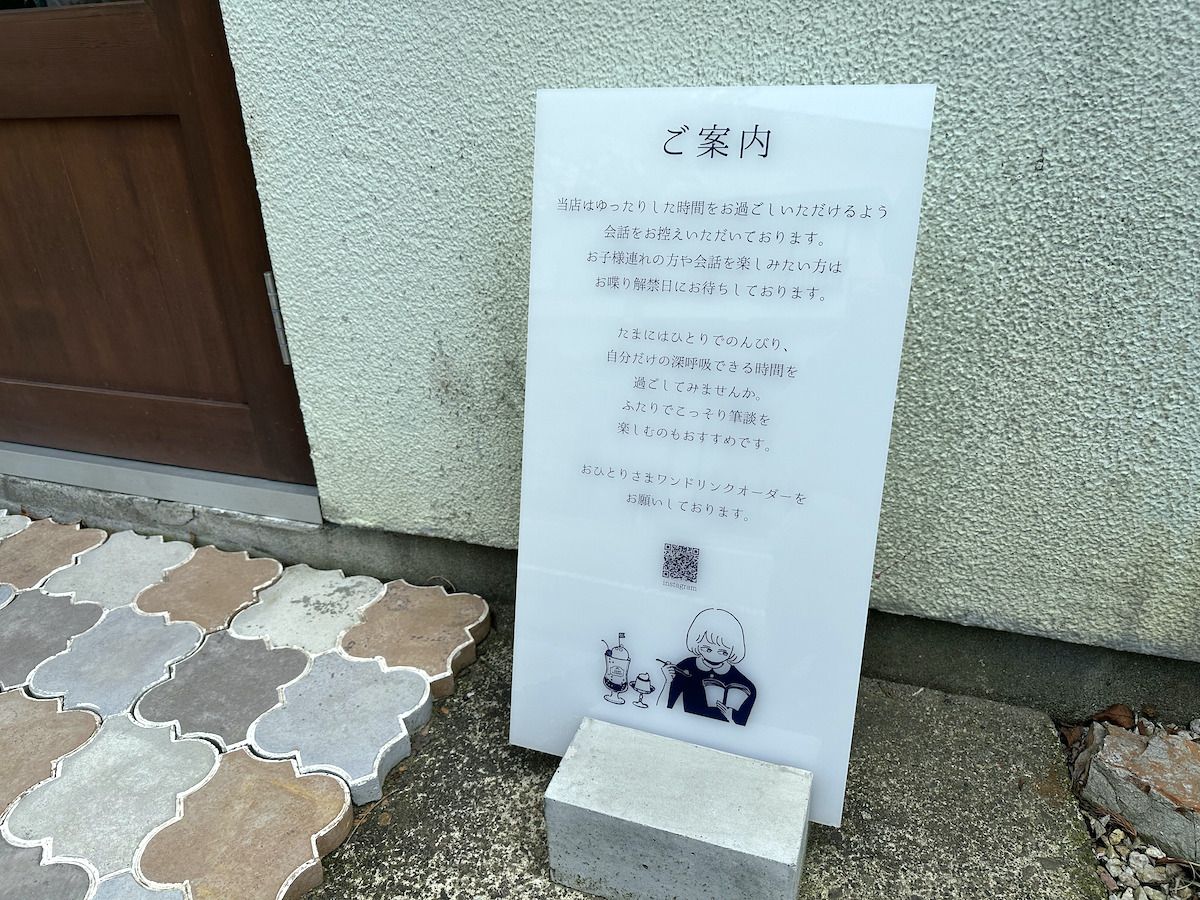 ご案内
当店はゆったりした時間をお過ごしいただけるよう
会話をお控えいただいております。
お子様連れの方や会話を楽しみたい方は
お喋り解禁日にお待ちしております。
たまにはひとりでのんびり、
自分だけの深呼吸できる時間を
過ごしてみませんか。
ふたりでこっそり筆談を
楽しむのもおすすめです。
おひとりさまワンドリンクオーダーを
お願いしております。
instagram